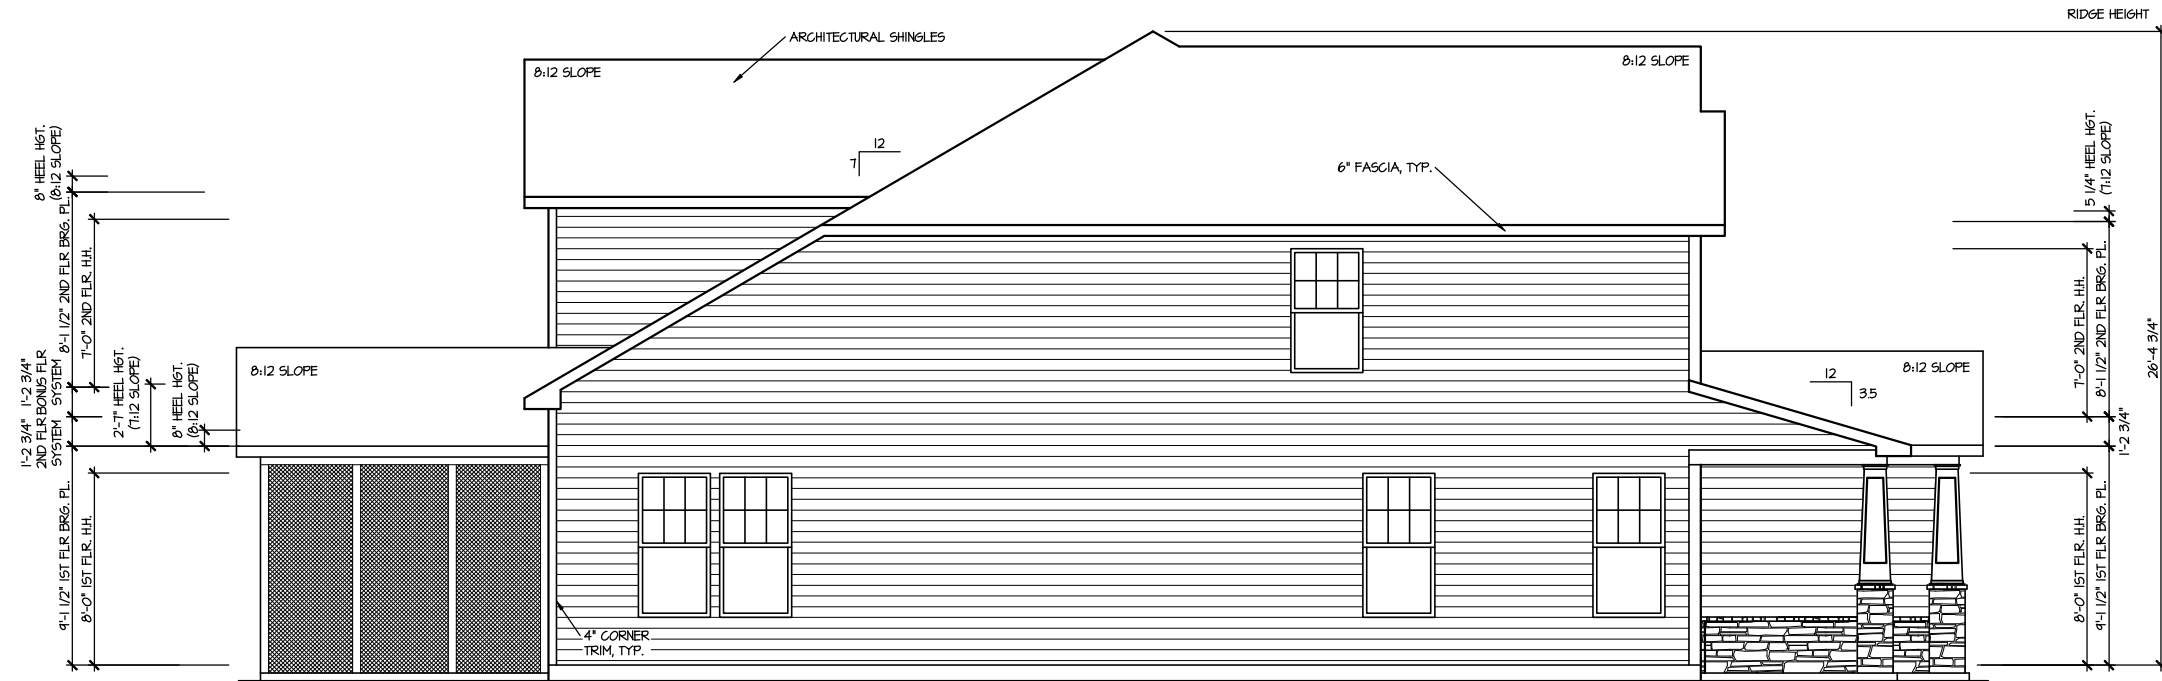 RIDGE HEIGHT
ARCHITECTURAL SHINGLES
8:12 SLOPE
8:12 SLOPE
12
7
6" FASCIA, TYP.
8" HEEL HGT.
(8:12 SLOPE)
8'-1 1/2" 2ND FLR BRG. PL.
7'-0" 2ND FLR. H.H.
1'-2 3/4"
BONUS FLR
SYSTEM
1'-2 3/4"
2ND FLR
SYSTEM
2'-7" HEEL HGT.
(7:12 SLOPE)
8" HEEL HGT.
(8:12 SLOPE)
9'-1 1/2" 1ST FLR BRG. PL.
8'-0" 1ST FLR. H.H.
8:12 SLOPE
4" CORNER
TRIM, TYP.
12
3.5
8:12 SLOPE
5 1/4" HEEL HGT.
(7:12 SLOPE)
7'-0" 2ND FLR. H.H.
8'-1 1/2" 2ND FLR BRG. PL.
1'-2 3/4"
26'-4 3/4"
8'-0" 1ST FLR. H.H.
9'-1 1/2" 1ST FLR BRG. PL.